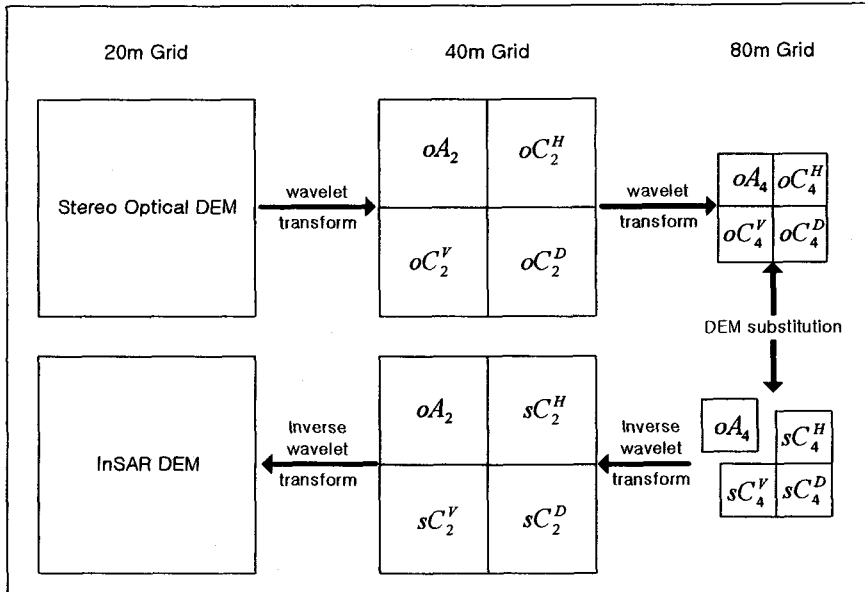 20m Grid 40m Grid 80m Grid
Stereo Optical DEM
wavelet
transform
oA₂ oC₂ᴴ
oC₂ⱽ oC₂ᴰ
wavelet
transform
oA₄ oC₄ᴴ
oC₄ⱽ oC₄ᴰ
DEM substitution
InSAR DEM
Inverse
wavelet
transform
oA₂ sC₂ᴴ
sC₂ⱽ sC₂ᴰ
Inverse
wavelet
transform
oA₄ sC₄ᴴ
sC₄ⱽ sC₄ᴰ